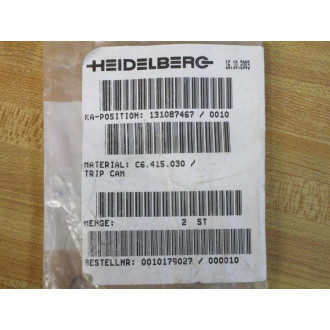 HEIDELBERG 16.10.2003
KA-POSITION: 131087467 / 0010
MATERIAL: C6.415.030 /
TRIP CAM
MENGE: 2 ST
BESTELLNR: 0010179027 / 000010